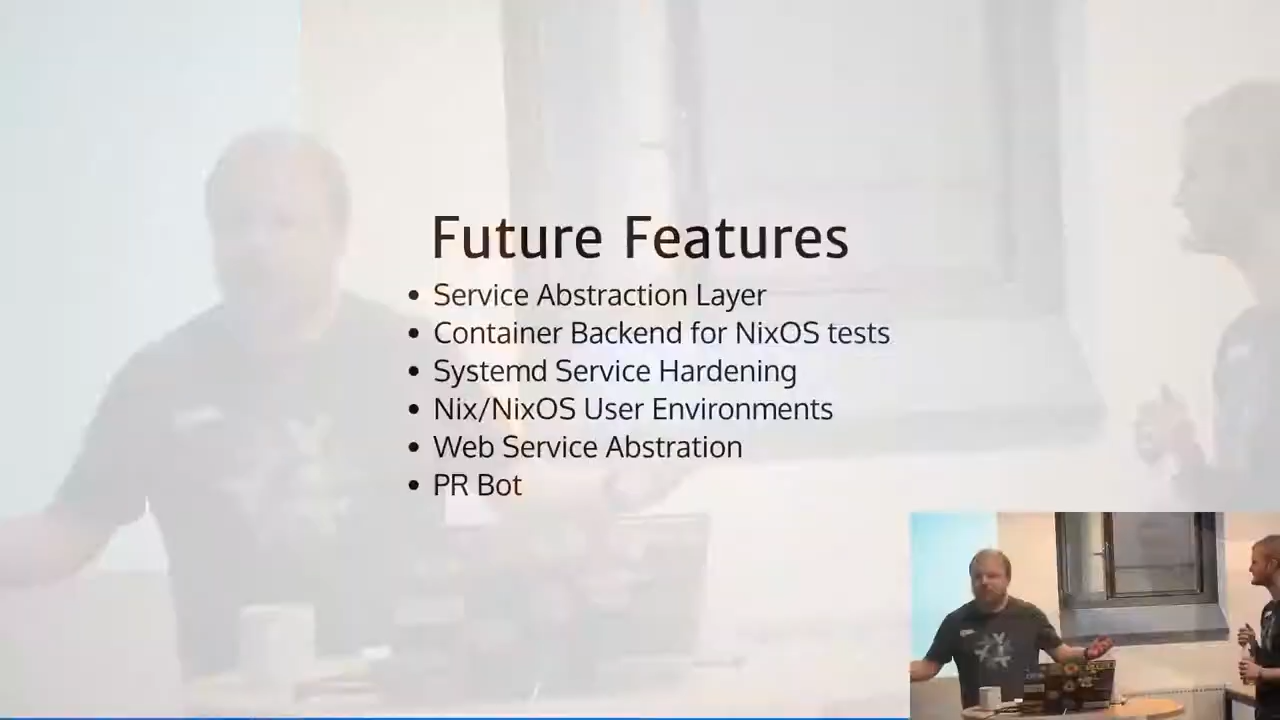 Future Features
• Service Abstraction Layer
• Container Backend for NixOS tests
• Systemd Service Hardening
• Nix/NixOS User Environments
• Web Service Abstration
• PR Bot